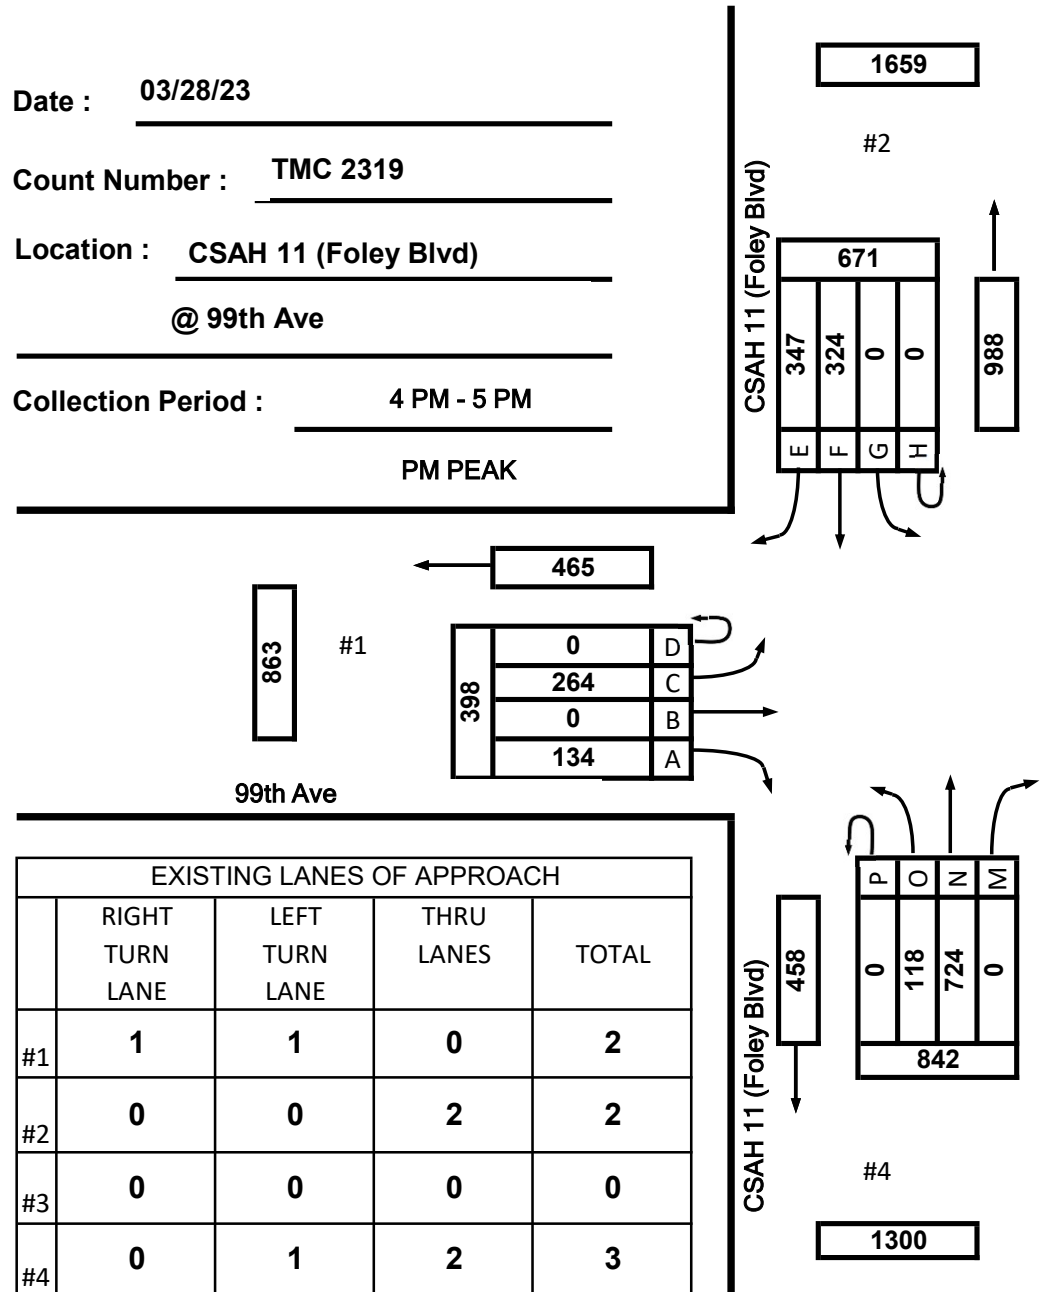 Date : 03/28/23
Count Number : TMC 2319
Location : CSAH 11 (Foley Blvd)
@ 99th Ave
Collection Period : 4 PM - 5 PM
PM PEAK
1659
#2
CSAH 11 (Foley Blvd)
671
347 324 0 0
E F G H
988
465
863
#1
398
0 D
264 C
0 B
134 A
99th Ave
P O N M
0 118 724 0
842
458
CSAH 11 (Foley Blvd)
#4
1300
EXISTING LANES OF APPROACH
RIGHT TURN LANE
LEFT TURN LANE
THRU LANES
TOTAL
#1 1 1 0 2
#2 0 0 2 2
#3 0 0 0 0
#4 0 1 2 3